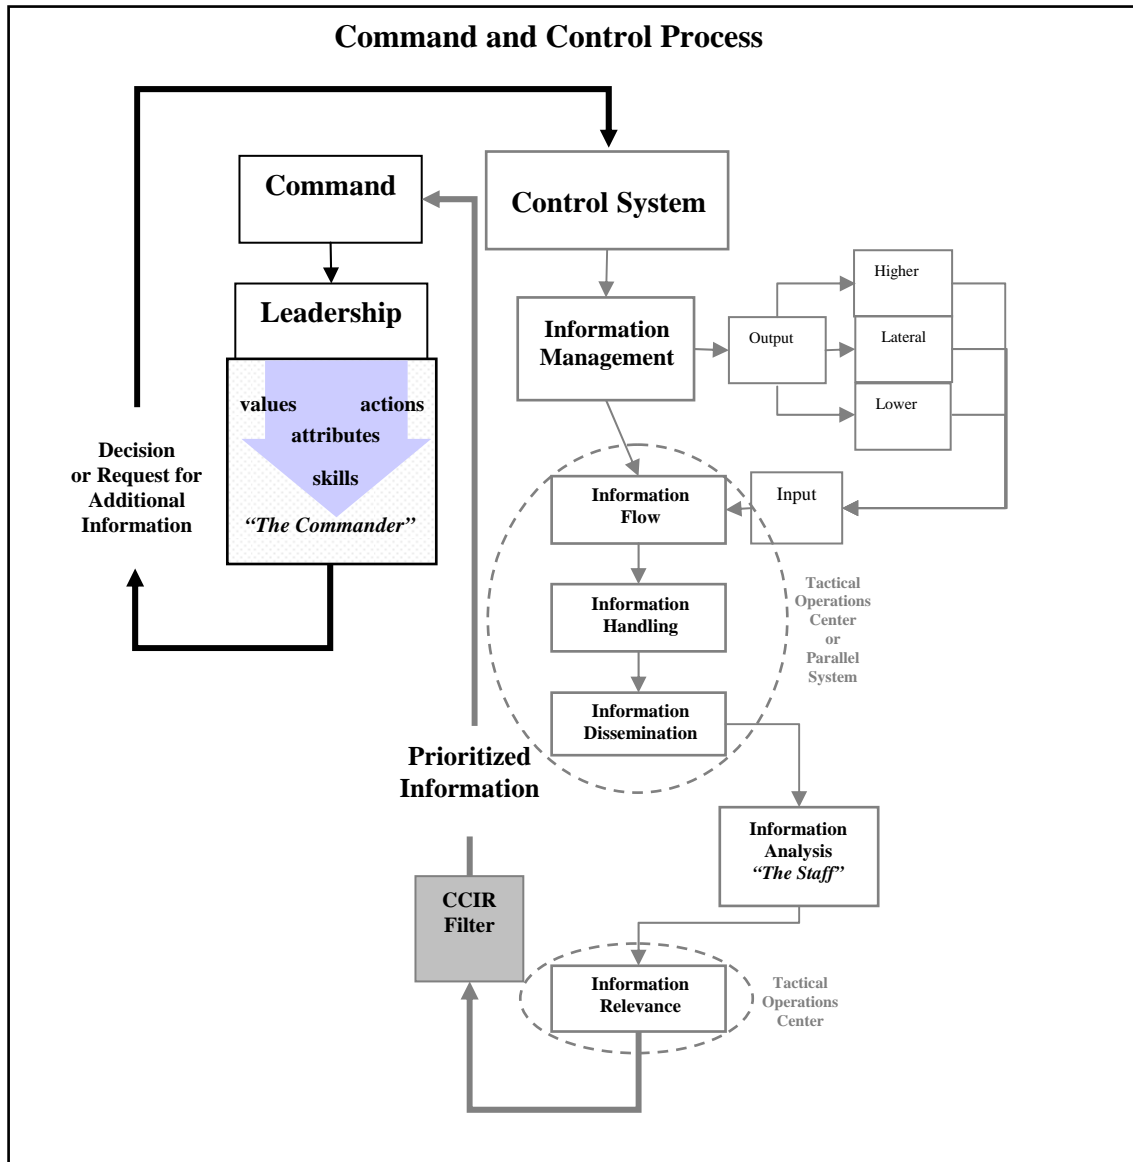 Command and Control Process
Command
Control System
Leadership
values actions
attributes
skills
“The Commander”
Decision
or Request for
Additional
Information
Information
Management
Output
Higher
Lateral
Lower
Input
Information
Flow
Information
Handling
Information
Dissemination
Tactical
Operations
Center
or
Parallel
System
Prioritized
Information
Information
Analysis
“The Staff”
CCIR
Filter
Information
Relevance
Tactical
Operations
Center